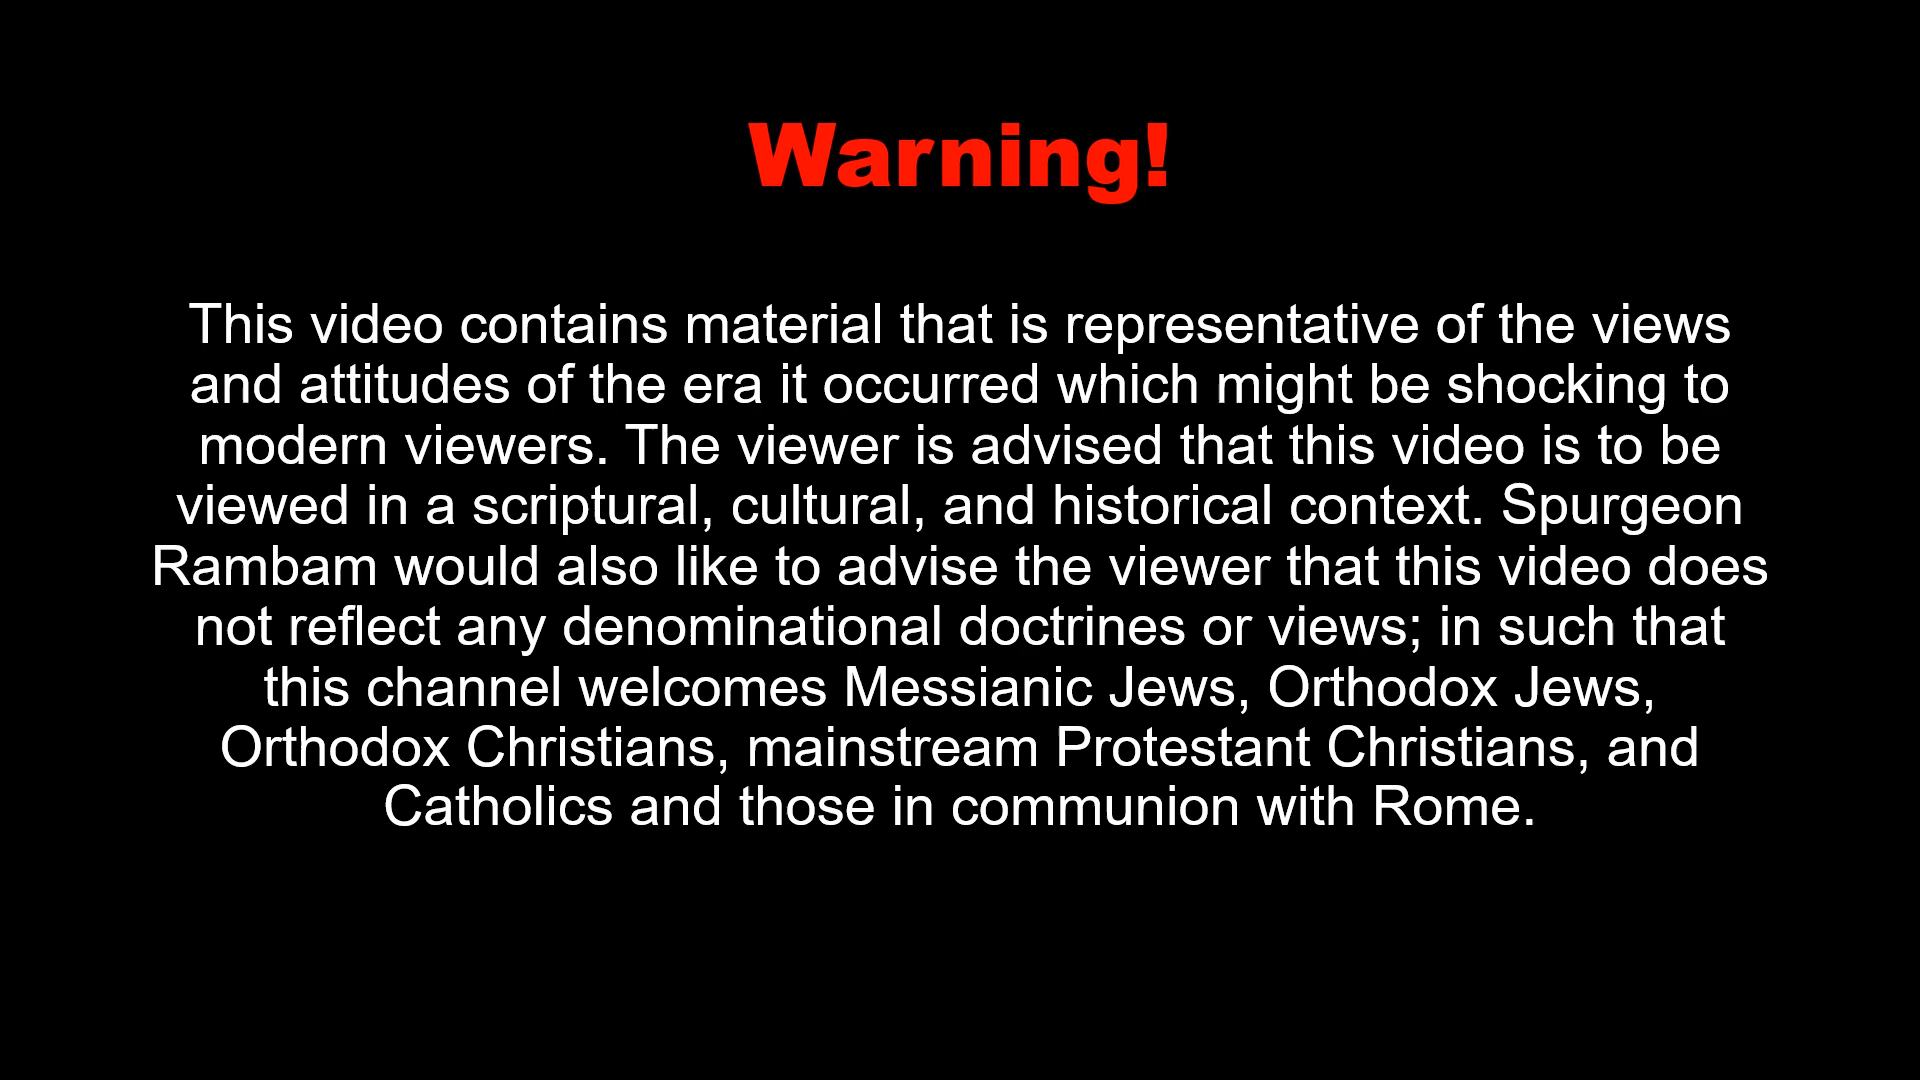 Warning!
This video contains material that is representative of the views
and attitudes of the era it occurred which might be shocking to
modern viewers. The viewer is advised that this video is to be
viewed in a scriptural, cultural, and historical context. Spurgeon
Rambam would also like to advise the viewer that this video does
not reflect any denominational doctrines or views; in such that
this channel welcomes Messianic Jews, Orthodox Jews,
Orthodox Christians, mainstream Protestant Christians, and
Catholics and those in communion with Rome.